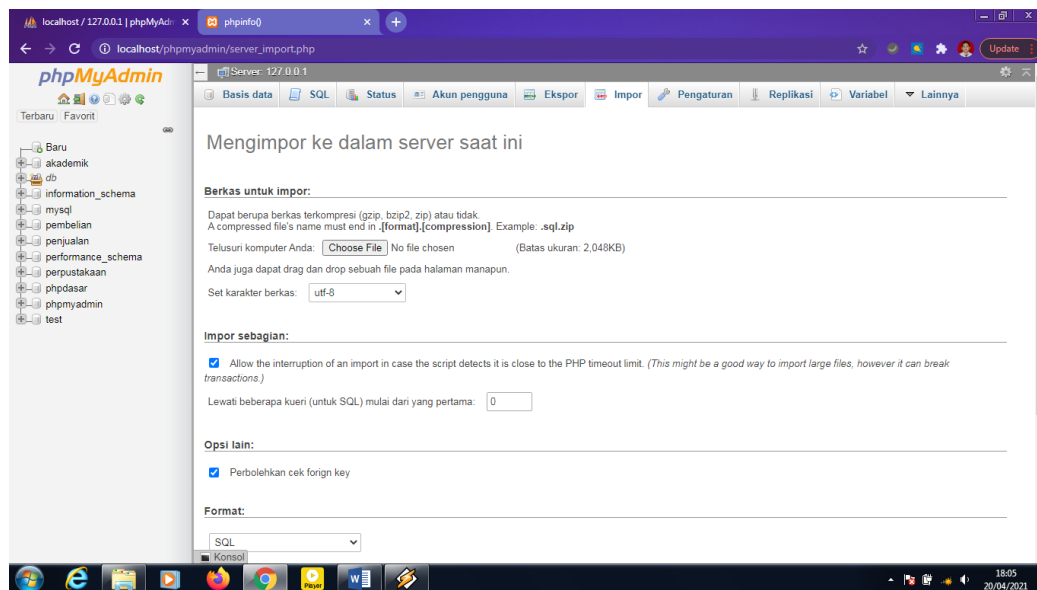 localhost / 127.0.0.1 | phpMyAdm
phpinfo()
localhost/phpmyadmin/server_import.php
Update
phpMyAdmin
Terbaru Favorit
Baru
akademik
db
information_schema
mysql
pembelian
penjualan
performance_schema
perpustakaan
phpdasar
phpmyadmin
test
Server: 127.0.0.1
Basis data SQL Status Akun pengguna Ekspor Impor Pengaturan Replikasi Variabel Lainnya
Mengimpor ke dalam server saat ini
Berkas untuk impor:
Dapat berupa berkas terkompresi (gzip, bzip2, zip) atau tidak.
A compressed file's name must end in .[format].[compression]. Example: .sql.zip
Telusuri komputer Anda: Choose File No file chosen (Batas ukuran: 2,048KB)
Anda juga dapat drag dan drop sebuah file pada halaman manapun.
Set karakter berkas: utf-8
Impor sebagian:
Allow the interruption of an import in case the script detects it is close to the PHP timeout limit. (This might be a good way to import large files, however it can break
transactions.)
Lewati beberapa kueri (untuk SQL) mulai dari yang pertama: 0
Opsi lain:
Perbolehkan cek forign key
Format:
SQL
Konsol
Player
18:05
20/04/2021